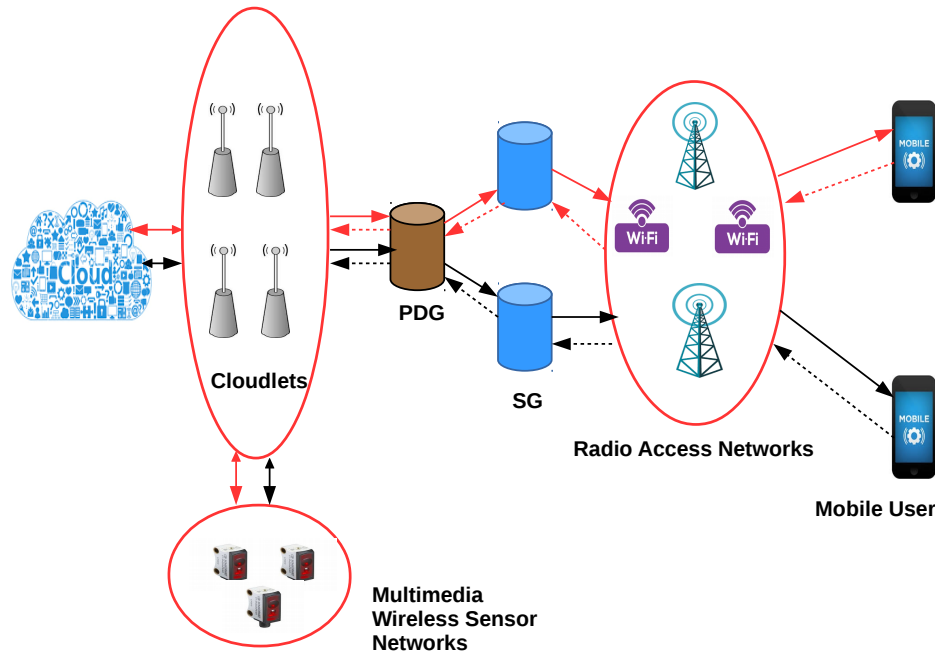 MOBILE
WiFi
WiFi
Cloud
PDG
Cloudlets
SG
MOBILE
Radio Access Networks
Mobile User
Multimedia
Wireless Sensor
Networks